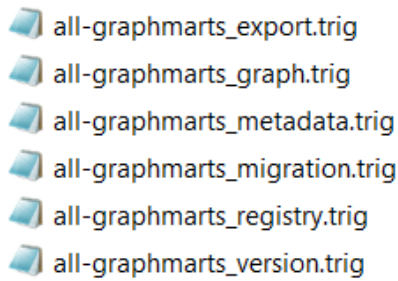 all-graphmarts_export.trig
all-graphmarts_graph.trig
all-graphmarts_metadata.trig
all-graphmarts_migration.trig
all-graphmarts_registry.trig
all-graphmarts_version.trig